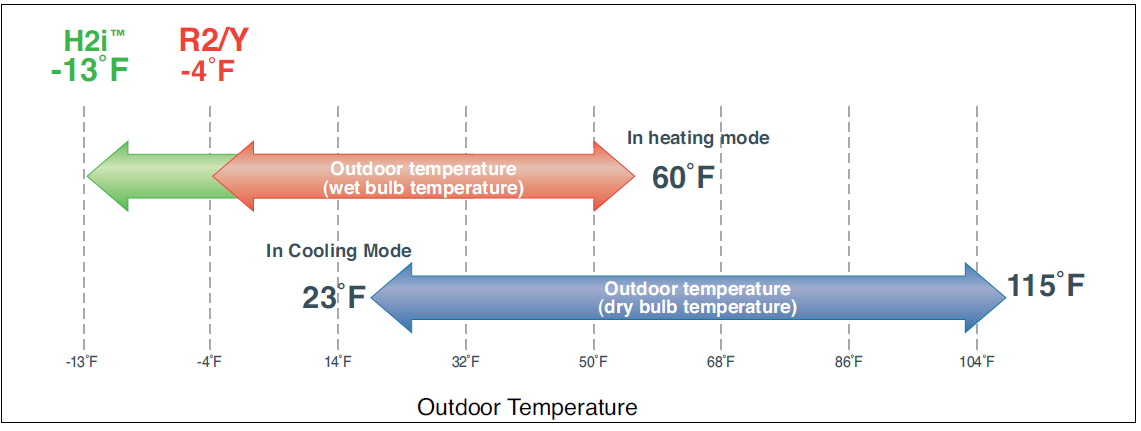 H2i™
-13°F
R2/Y
-4°F
In heating mode
Outdoor temperature
(wet bulb temperature)
60°F
In Cooling Mode
23°F
Outdoor temperature
(dry bulb temperature)
115°F
-13°F -4°F 14°F 32°F 50°F 68°F 86°F 104°F
Outdoor Temperature